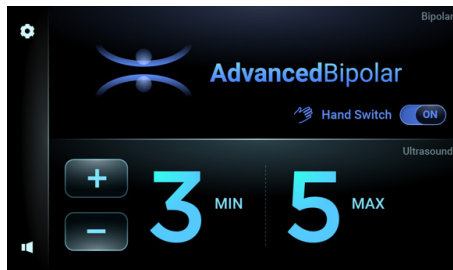 Bipolar
AdvancedBipolar
Hand Switch ON
Ultrasound
+
3 MIN 5 MAX
−